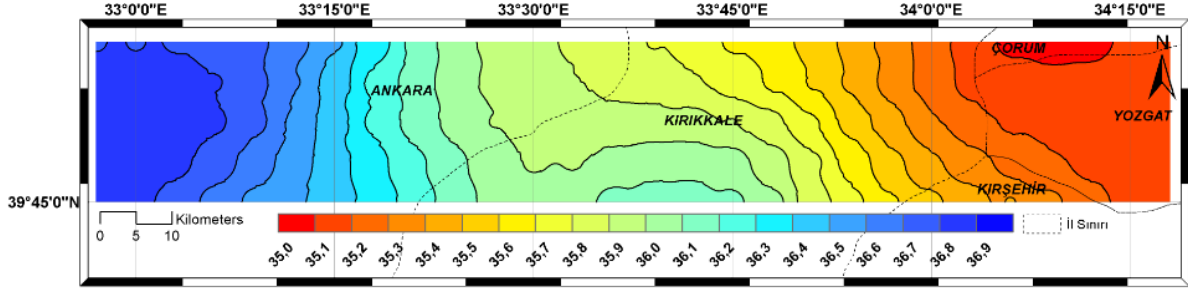 33°0'0"E 33°15'0"E 33°30'0"E 33°45'0"E 34°0'0"E 34°15'0"E
ÇORUM
N
ANKARA
YOZGAT
KIRIKKALE
KIRŞEHİR
39°45'0"N
Kilometers
0 5 10
İl Sınırı
35,0 35,1 35,2 35,3 35,4 35,5 35,6 35,7 35,8 35,9 36,0 36,1 36,2 36,3 36,4 36,5 36,6 36,7 36,8 36,9